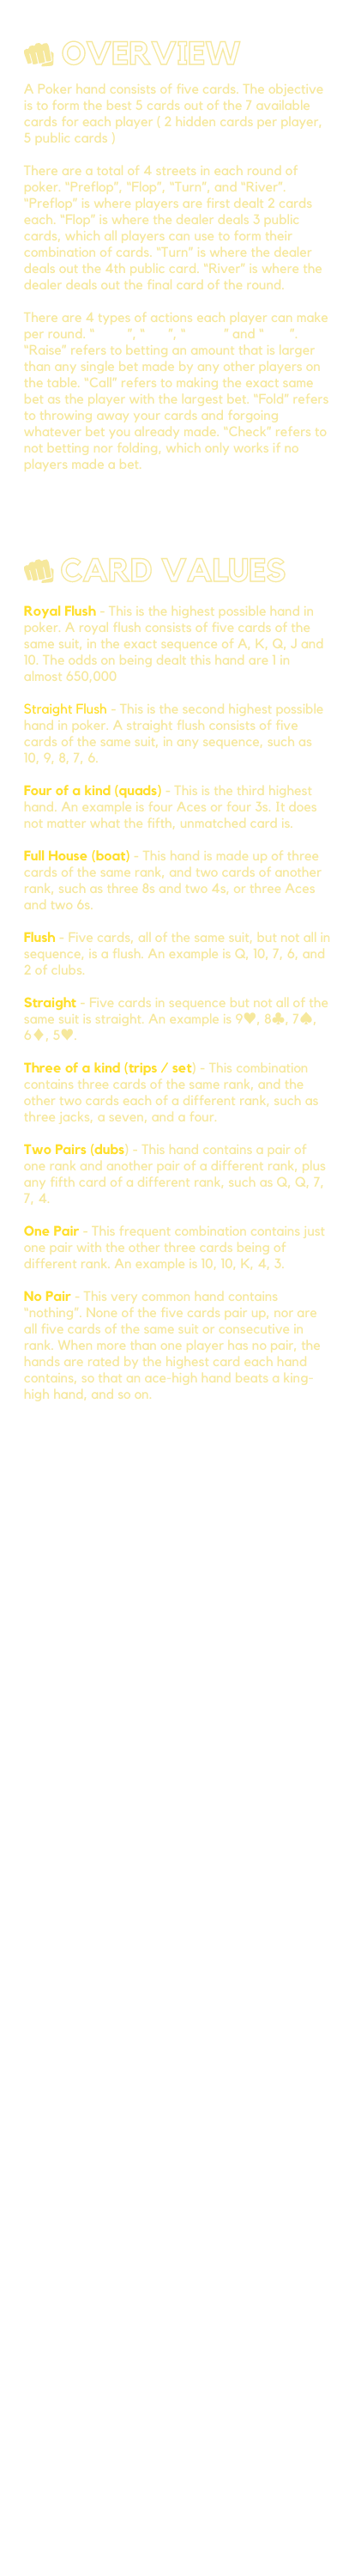 OVERVIEW
A Poker hand consists of five cards. The objective
is to form the best 5 cards out of the 7 available
cards for each player ( 2 hidden cards per player,
5 public cards )
There are a total of 4 streets in each round of
poker. "Preflop", "Flop", "Turn", and "River".
"Preflop" is where players are first dealt 2 cards
each. "Flop" is where the dealer deals 3 public
cards, which all players can use to form their
combination of cards. "Turn" is where the dealer
deals out the 4th public card. "River" is where the
dealer deals out the final card of the round.
There are 4 types of actions each player can make
per round. "        ", "      ", "         " and "      ".
"Raise" refers to betting an amount that is larger
than any single bet made by any other players on
the table. "Call" refers to making the exact same
bet as the player with the largest bet. "Fold" refers
to throwing away your cards and forgoing
whatever bet you already made. "Check" refers to
not betting nor folding, which only works if no
players made a bet.
CARD VALUES
Royal Flush - This is the highest possible hand in
poker. A royal flush consists of five cards of the
same suit, in the exact sequence of A, K, Q, J and
10. The odds on being dealt this hand are 1 in
almost 650,000
Straight Flush - This is the second highest possible
hand in poker. A straight flush consists of five
cards of the same suit, in any sequence, such as
10, 9, 8, 7, 6.
Four of a kind (quads) - This is the third highest
hand. An example is four Aces or four 3s. It does
not matter what the fifth, unmatched card is.
Full House (boat) - This hand is made up of three
cards of the same rank, and two cards of another
rank, such as three 8s and two 4s, or three Aces
and two 6s.
Flush - Five cards, all of the same suit, but not all in
sequence, is a flush. An example is Q, 10, 7, 6, and
2 of clubs.
Straight - Five cards in sequence but not all of the
same suit is straight. An example is 9♥, 8♣, 7♠,
6♦, 5♥.
Three of a kind (trips / set) - This combination
contains three cards of the same rank, and the
other two cards each of a different rank, such as
three jacks, a seven, and a four.
Two Pairs (dubs) - This hand contains a pair of
one rank and another pair of a different rank, plus
any fifth card of a different rank, such as Q, Q, 7,
7, 4.
One Pair - This frequent combination contains just
one pair with the other three cards being of
different rank. An example is 10, 10, K, 4, 3.
No Pair - This very common hand contains
"nothing". None of the five cards pair up, nor are
all five cards of the same suit or consecutive in
rank. When more than one player has no pair, the
hands are rated by the highest card each hand
contains, so that an ace-high hand beats a king-
high hand, and so on.